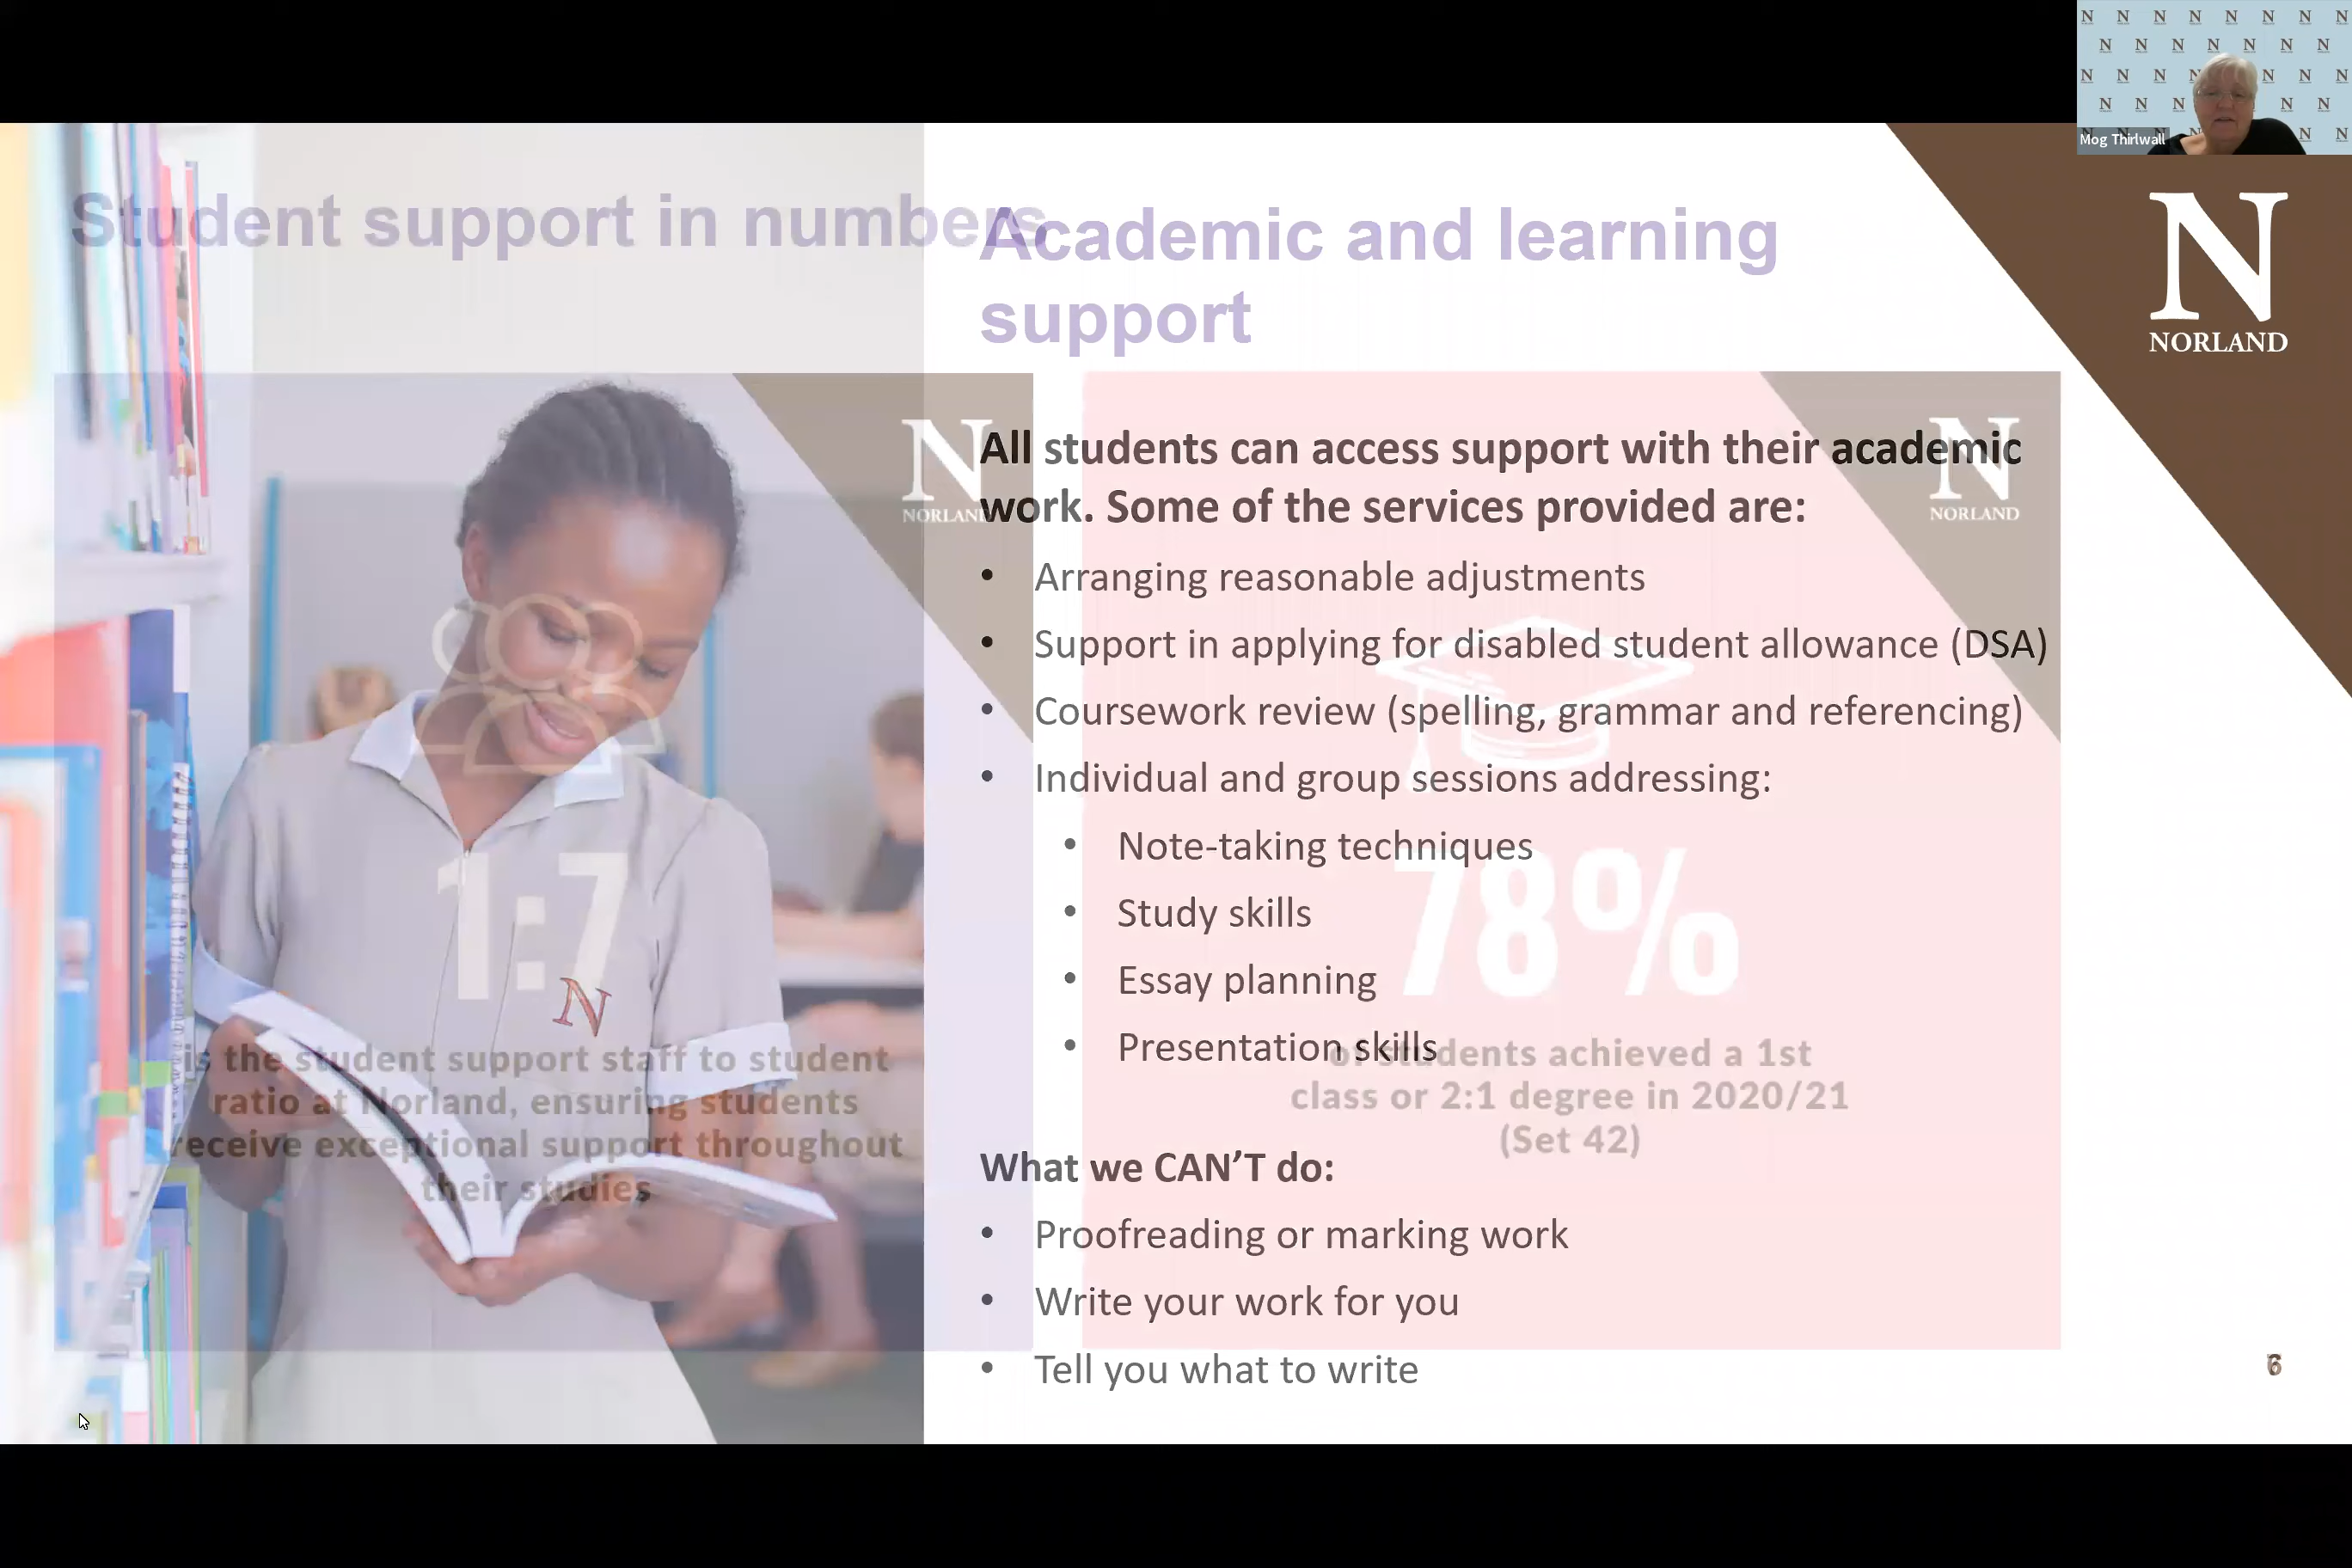 Mog Thirlwall
N
NORLAND
Student support in numbers
Academic and learning
support
N
NORLAND
1:7
is the student support staff to student
ratio at Norland, ensuring students
receive exceptional support throughout
their studies
N
N
NORLAND
78%
of students achieved a 1st
class or 2:1 degree in 2020/21
(Set 42)
All students can access support with their academic
work. Some of the services provided are:
• Arranging reasonable adjustments
• Support in applying for disabled student allowance (DSA)
• Coursework review (spelling, grammar and referencing)
• Individual and group sessions addressing:
• Note-taking techniques
• Study skills
• Essay planning
• Presentation skills
What we CAN’T do:
• Proofreading or marking work
• Write your work for you
• Tell you what to write